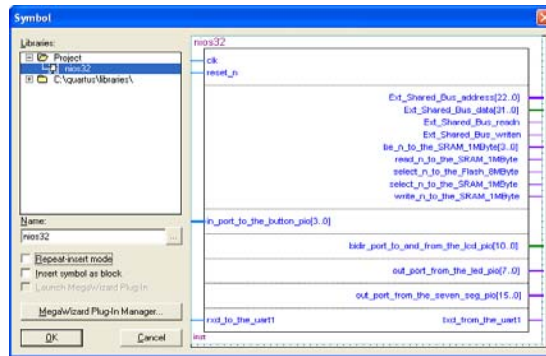 Symbol
Libraries:
Project
nios32
C:\quartus\libraries\
Name:
nios32
...
Repeat-insert mode
Insert symbol as block
Launch MegaWizard Plug-In
MegaWizard Plug-In Manager...
OK
Cancel
nios32
clk
reset_n
Ext_Shared_Bus_address[22..0]
Ext_Shared_Bus_data[31..0]
Ext_Shared_Bus_readn
Ext_Shared_Bus_writen
be_n_to_the_SRAM_1MByte[3..0]
read_n_to_the_SRAM_1MByte
select_n_to_the_Flash_8MByte
select_n_to_the_SRAM_1MByte
write_n_to_the_SRAM_1MByte
in_port_to_the_button_pio[3..0]
bidir_port_to_and_from_the_lcd_pio[10..0]
out_port_from_the_led_pio[7..0]
out_port_from_the_seven_seg_pio[15..0]
rxd_to_the_uart1
txd_from_the_uart1
inst